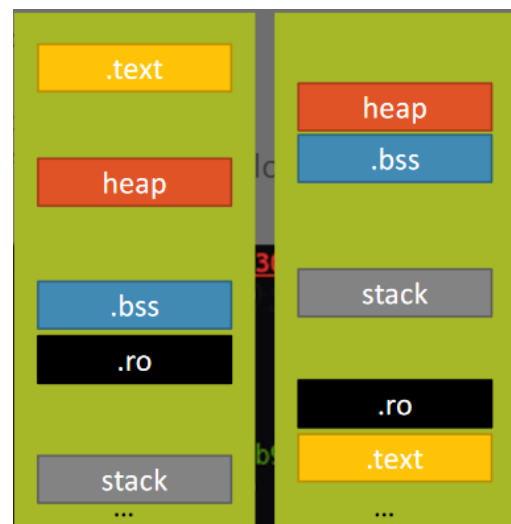 .text
heap
.bss
.ro
stack
...
heap
.bss
stack
.ro
.text
...